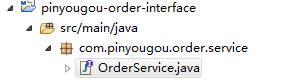 pinyougou-order-interface
src/main/java
com.pinyougou.order.service
OrderService.java